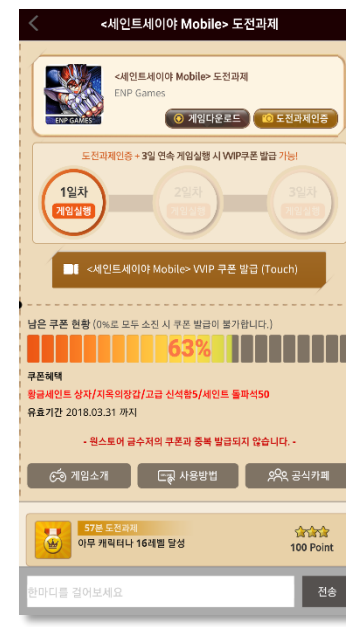 <세인트세이야 Mobile> 도전과제
<세인트세이야 Mobile> 도전과제
ENP Games
ENP GAMES
게임다운로드
도전과제인증
도전과제인증 + 3일 연속 게임실행 시 VVIP쿠폰 발급 가능!
1일차
게임실행
2일차
게임실행
3일차
게임실행
<세인트세이야 Mobile> VVIP 쿠폰 발급 (Touch)
남은 쿠폰 현황 (0%로 모두 소진 시 쿠폰 발급이 불가합니다.)
63%
쿠폰혜택
황금세인트 상자/지옥의장갑/고급 신석함5/세인트 돌파석50
유효기간 2018.03.31 까지
- 원스토어 금수저의 쿠폰과 중복 발급되지 않습니다. -
게임소개
사용방법
공식카페
57분 도전과제
아무 캐릭터나 16레벨 달성
100 Point
한마디를 걸어보세요
전송